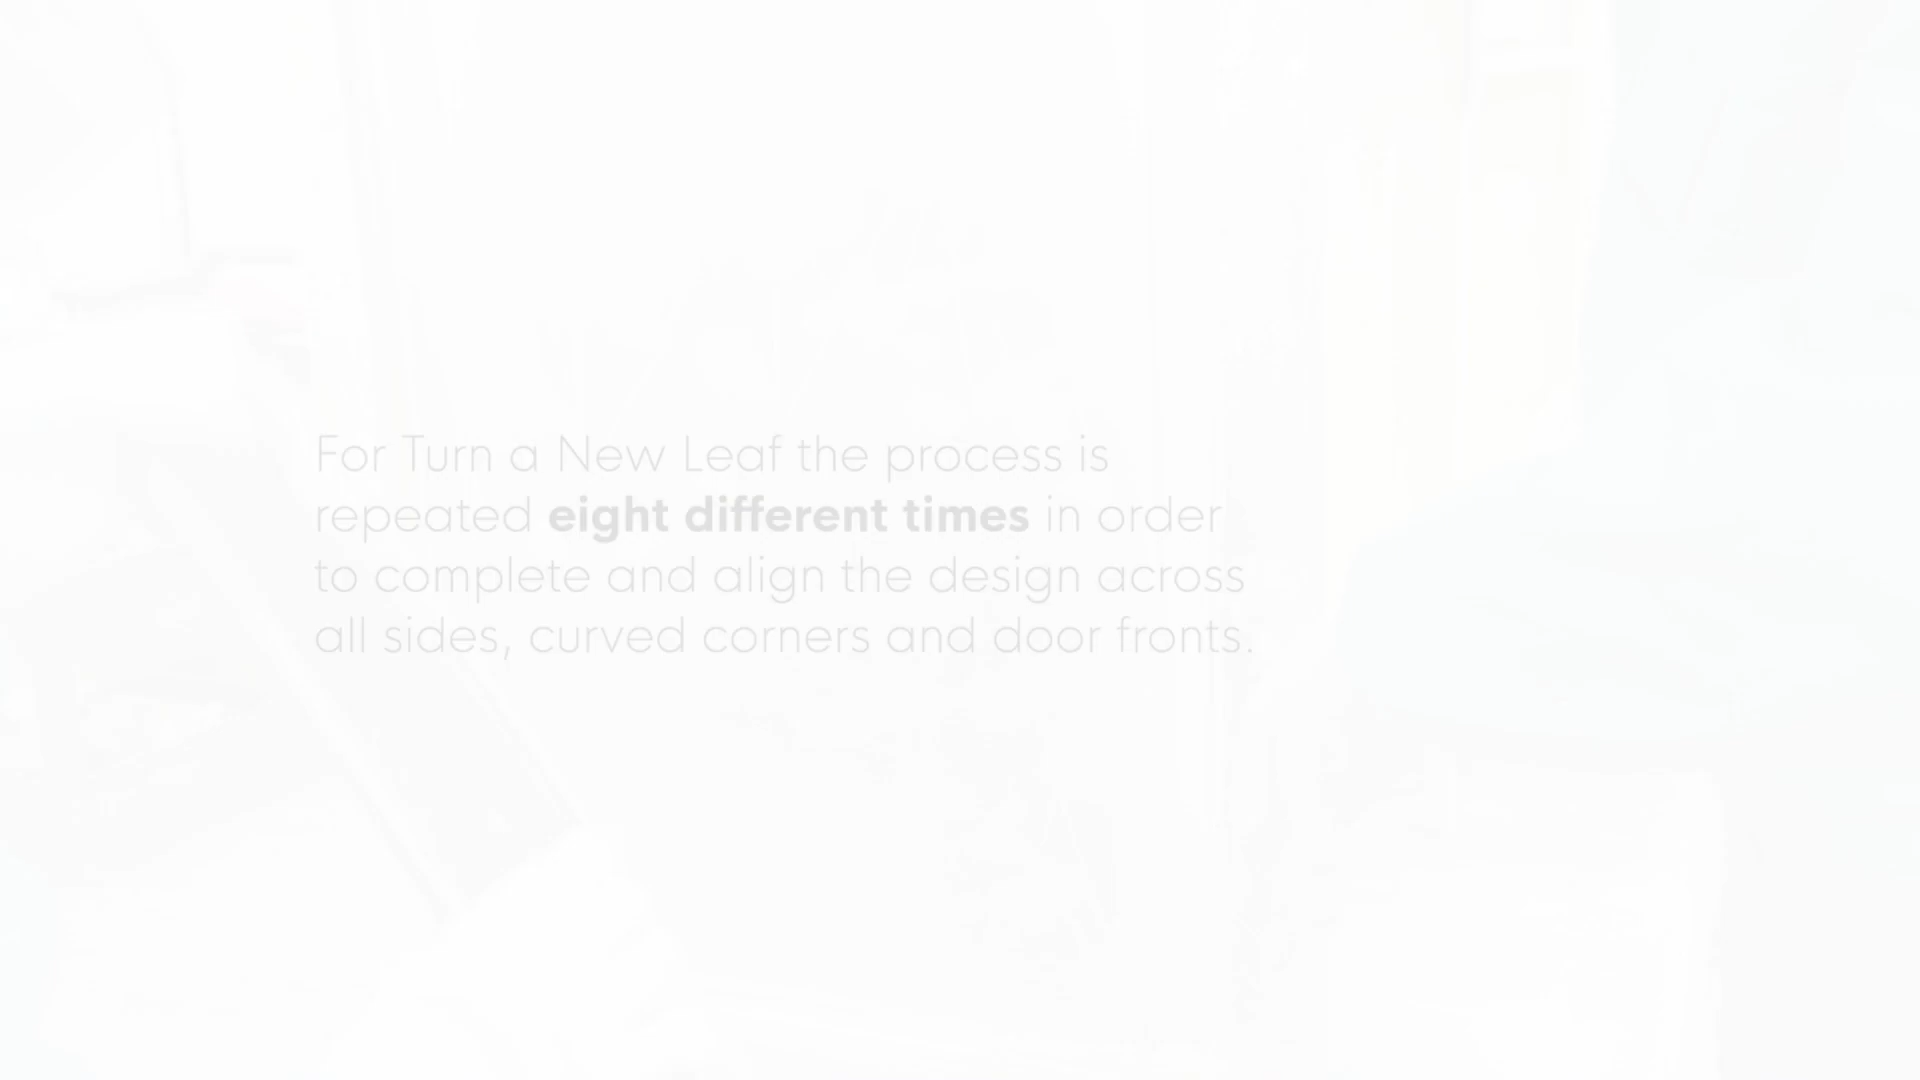 For Turn a New Leaf the process is
repeated eight different times in order
to complete and align the design across
all sides, curved corners and door fronts.